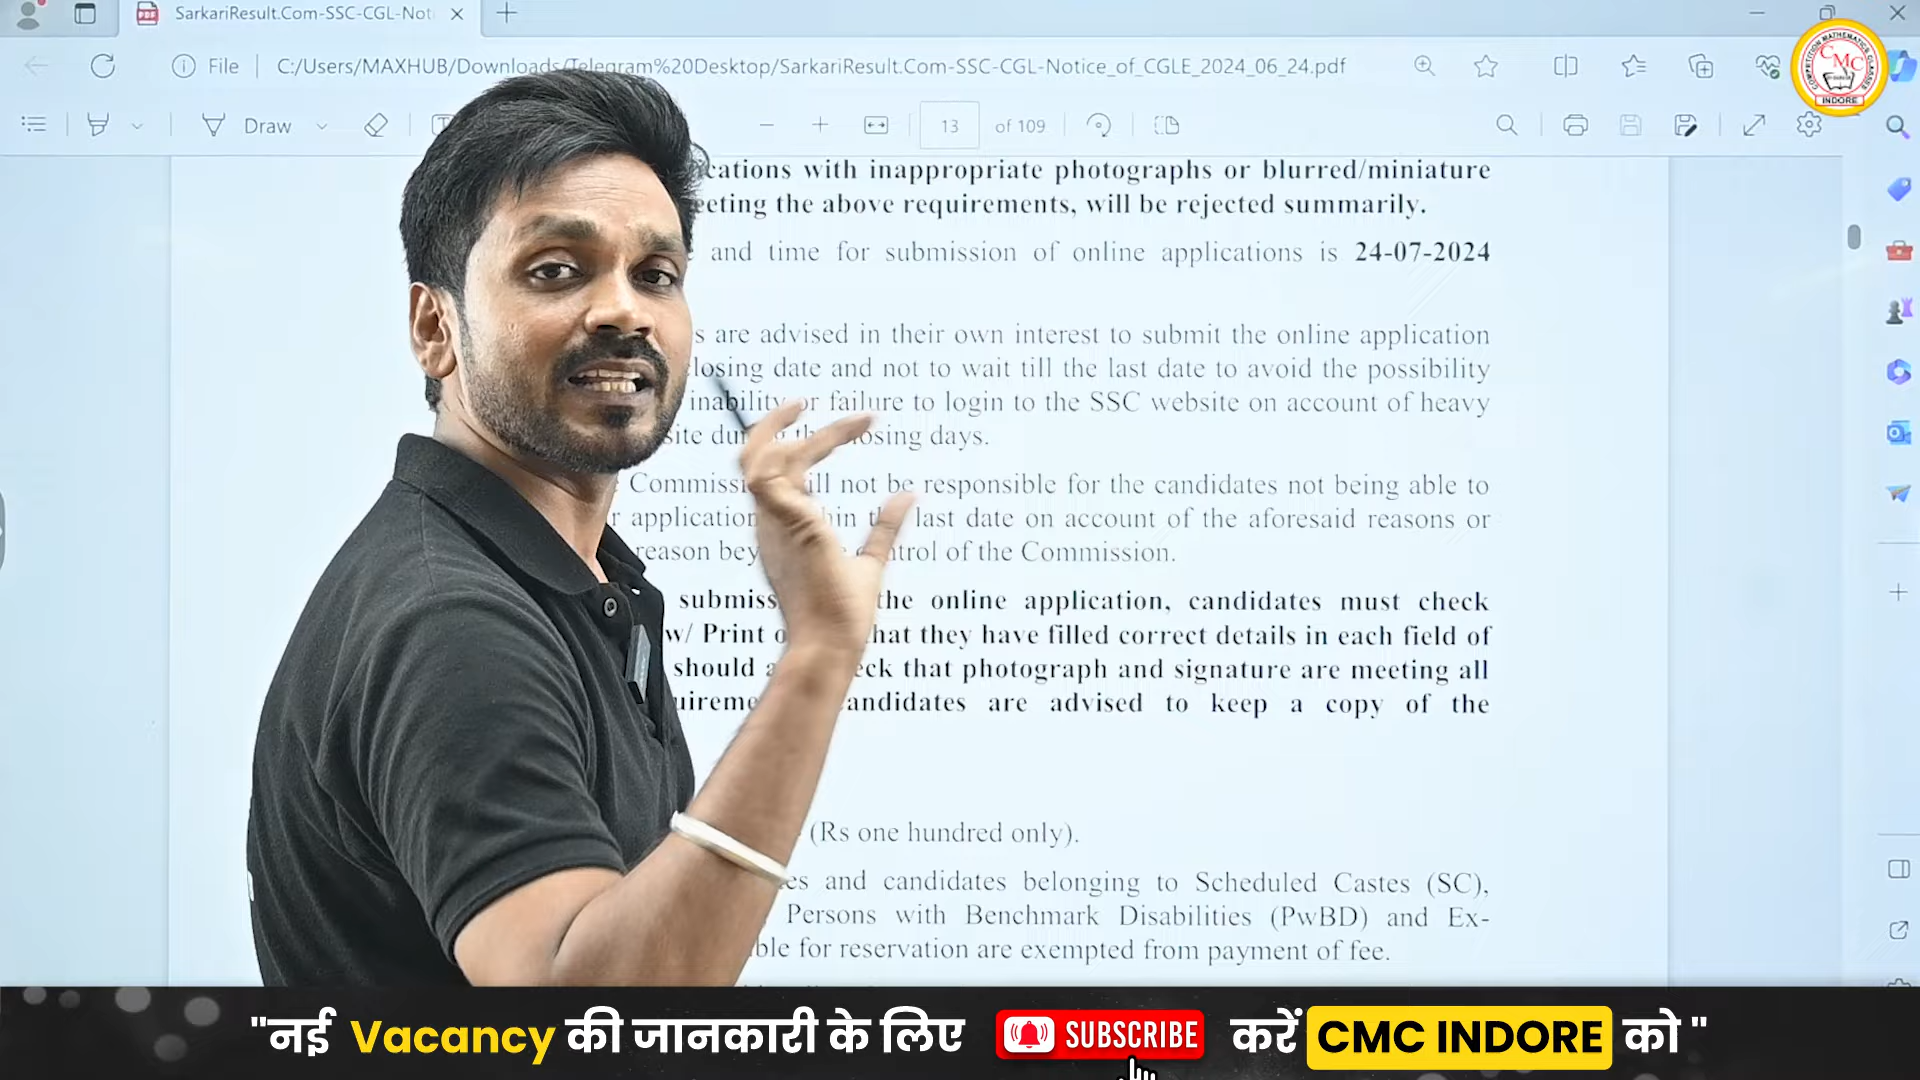 SarkariResult.Com-SSC-CGL-Noti
File
C:/Users/MAXHUB/Downloads/Telegram%20Desktop/SarkariResult.Com-SSC-CGL-Notice_of_CGLE_2024_06_24.pdf
Draw
13 of 109
COMPETITION MATHEMATICS CLASSES
CMC
INDORE
cations with inappropriate photographs or blurred/miniature
eeting the above requirements, will be rejected summarily.
and time for submission of online applications is 24-07-2024
s are advised in their own interest to submit the online application
losing date and not to wait till the last date to avoid the possibility
inability or failure to login to the SSC website on account of heavy
site during the closing days.
Commission will not be responsible for the candidates not being able to
r application within the last date on account of the aforesaid reasons or
reason beyond the control of the Commission.
submiss the online application, candidates must check
w/ Print o that they have filled correct details in each field of
should a eck that photograph and signature are meeting all
uireme andidates are advised to keep a copy of the
(Rs one hundred only).
es and candidates belonging to Scheduled Castes (SC),
Persons with Benchmark Disabilities (PwBD) and Ex-
ble for reservation are exempted from payment of fee.
"नई Vacancy की जानकारी के लिए SUBSCRIBE करें CMC INDORE को "